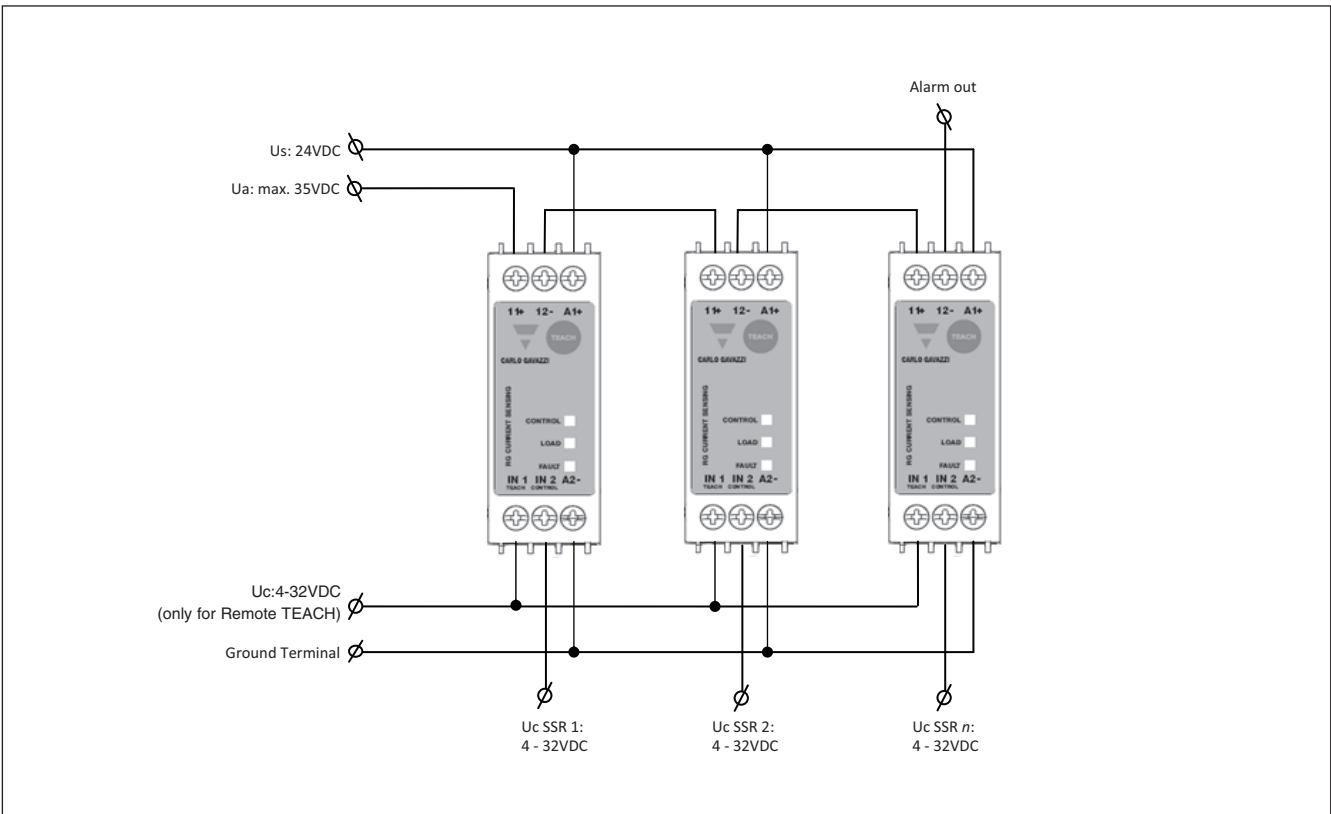 Alarm out
Us: 24VDC
Ua: max. 35VDC
11+ 12- A1+
TEACH
CARLO GAVAZZI
RG CURRENT SENSING
CONTROL
LOAD
FAULT
IN 1 IN 2 A2-
TEACH CONTROL
11+ 12- A1+
TEACH
CARLO GAVAZZI
RG CURRENT SENSING
CONTROL
LOAD
FAULT
IN 1 IN 2 A2-
TEACH CONTROL
11+ 12- A1+
TEACH
CARLO GAVAZZI
RG CURRENT SENSING
CONTROL
LOAD
FAULT
IN 1 IN 2 A2-
TEACH CONTROL
Uc:4-32VDC
(only for Remote TEACH)
Ground Terminal
Uc SSR 1:
4 - 32VDC
Uc SSR 2:
4 - 32VDC
Uc SSR n:
4 - 32VDC